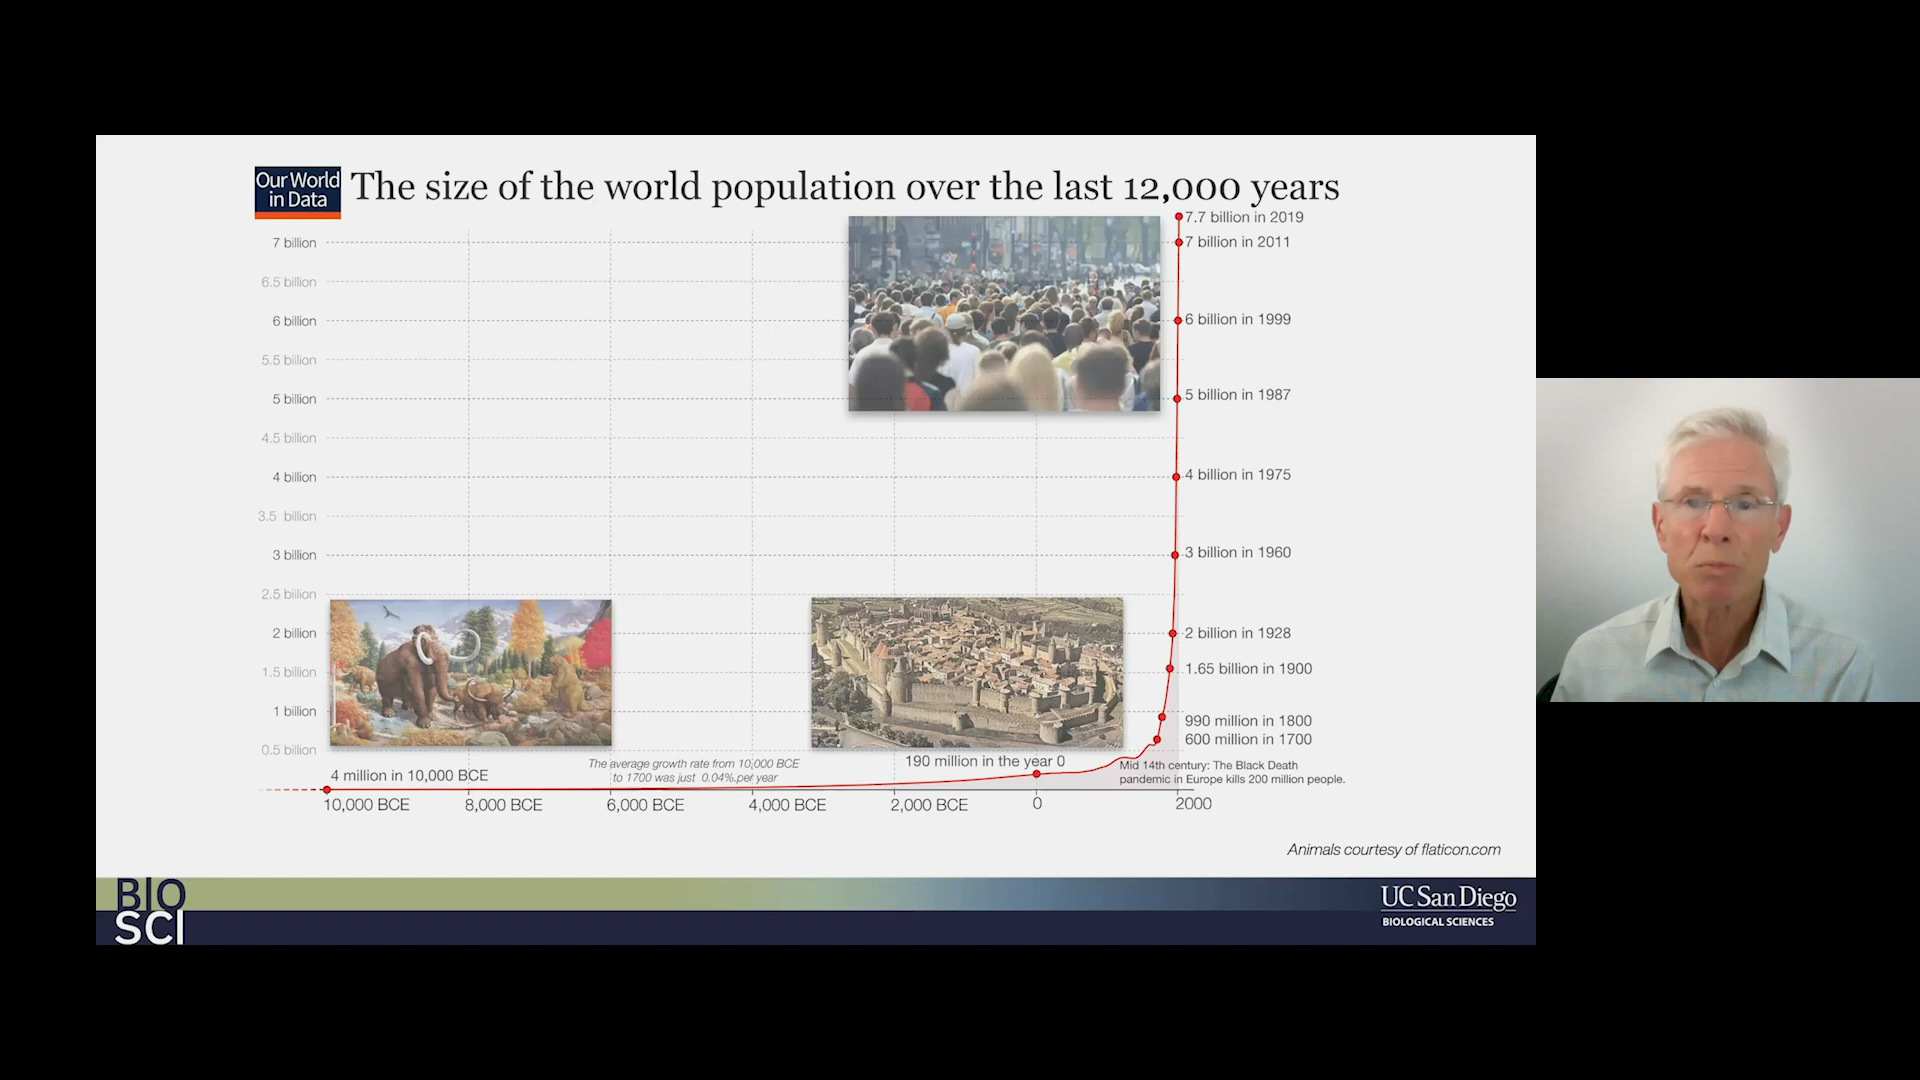 Our World
in Data
The size of the world population over the last 12,000 years
7.7 billion in 2019
7 billion
7 billion in 2011
6.5 billion
6 billion
6 billion in 1999
5.5 billion
5 billion
5 billion in 1987
4.5 billion
4 billion
4 billion in 1975
3.5 billion
3 billion
3 billion in 1960
2.5 billion
2 billion
2 billion in 1928
1.5 billion
1.65 billion in 1900
1 billion
990 million in 1800
600 million in 1700
0.5 billion
4 million in 10,000 BCE
The average growth rate from 10,000 BCE
to 1700 was just 0.04%.per year
190 million in the year 0
Mid 14th century: The Black Death
pandemic in Europe kills 200 million people.
10,000 BCE
8,000 BCE
6,000 BCE
4,000 BCE
2,000 BCE
0
2000
Animals courtesy of flaticon.com
BIO
SCI
UC San Diego
BIOLOGICAL SCIENCES